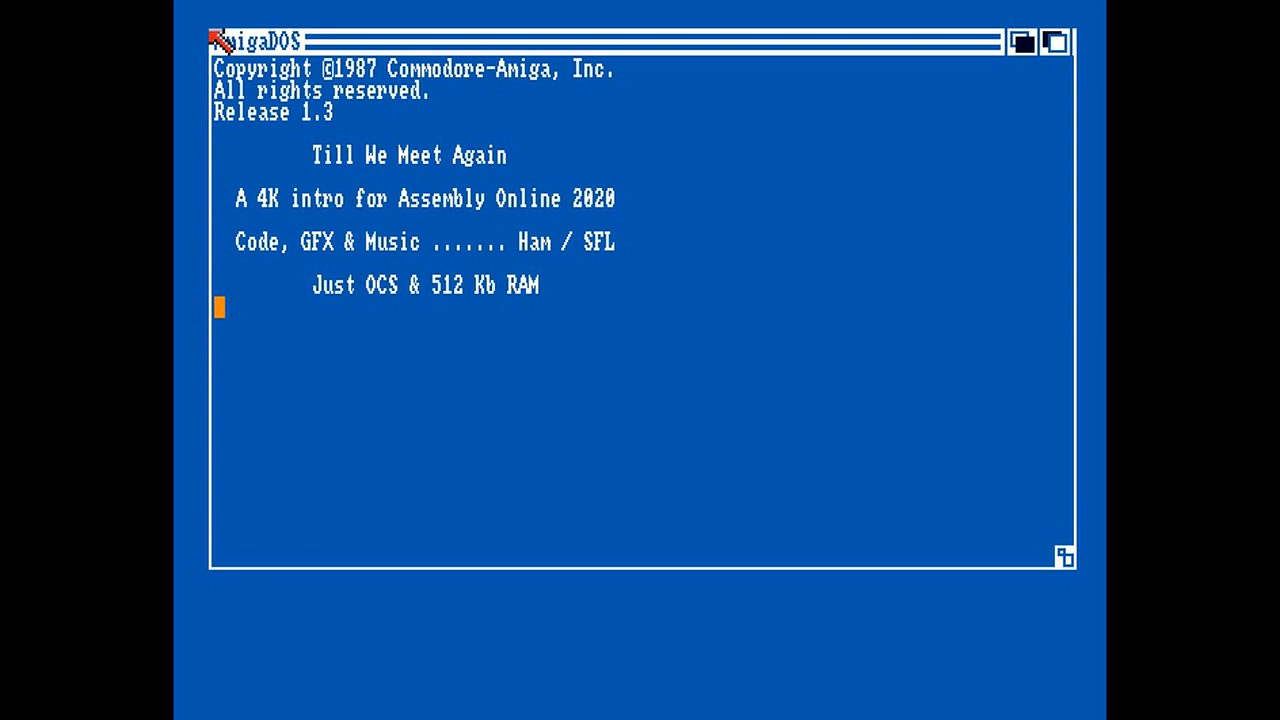 AmigaDOS
Copyright ©1987 Commodore-Amiga, Inc.
All rights reserved.
Release 1.3
Till We Meet Again
A 4K intro for Assembly Online 2020
Code, GFX & Music ....... Ham / SFL
Just OCS & 512 Kb RAM